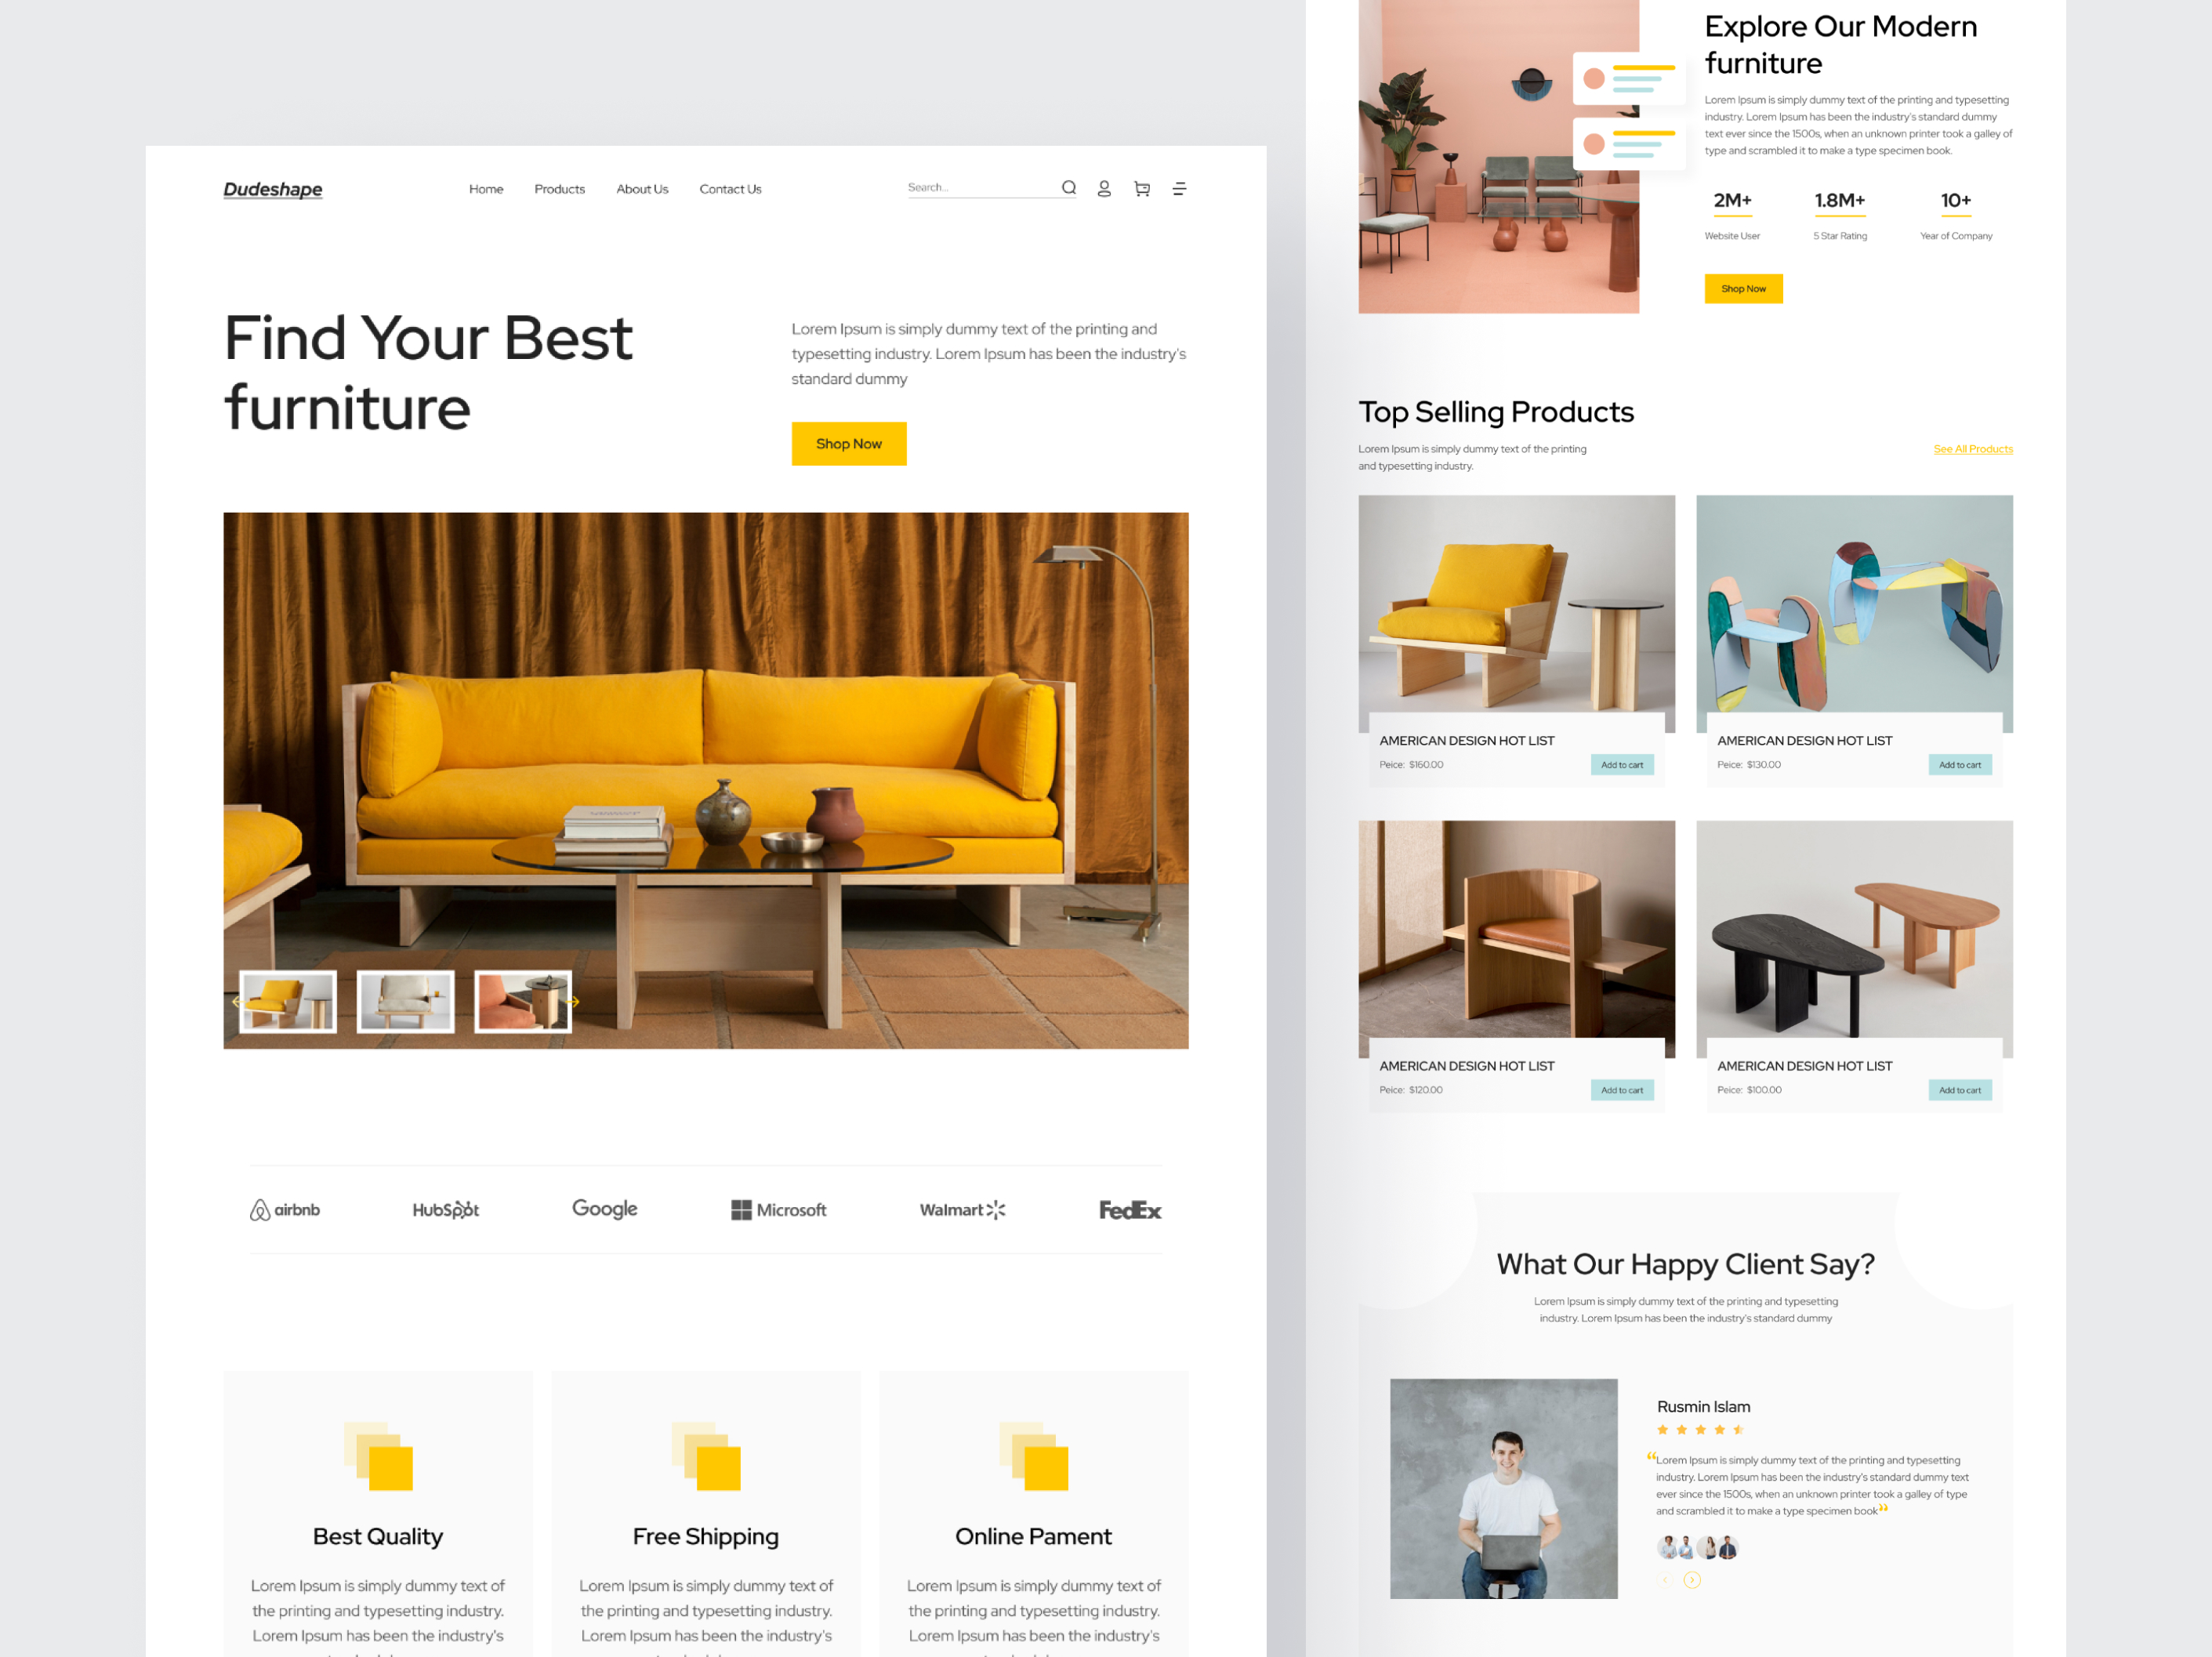 Dudeshape
Home
Products
About Us
Contact Us
Search...
Find Your Best
furniture
Lorem Ipsum is simply dummy text of the printing and
typesetting industry. Lorem Ipsum has been the industry's
standard dummy
Shop Now
airbnb
HubSpot
Google
Microsoft
Walmart
FedEx
Best Quality
Lorem Ipsum is simply dummy text of
the printing and typesetting industry.
Lorem Ipsum has been the industry's
Free Shipping
Lorem Ipsum is simply dummy text of
the printing and typesetting industry.
Lorem Ipsum has been the industry's
Online Pament
Lorem Ipsum is simply dummy text of
the printing and typesetting industry.
Lorem Ipsum has been the industry's
Explore Our Modern
furniture
Lorem Ipsum is simply dummy text of the printing and typesetting
industry. Lorem Ipsum has been the industry's standard dummy
text ever since the 1500s, when an unknown printer took a galley of
type and scrambled it to make a type specimen book.
2M+
Website User
1.8M+
5 Star Rating
10+
Year of Company
Shop Now
Top Selling Products
Lorem Ipsum is simply dummy text of the printing
and typesetting industry.
See All Products
AMERICAN DESIGN HOT LIST
Peice: $160.00
Add to cart
AMERICAN DESIGN HOT LIST
Peice: $130.00
Add to cart
AMERICAN DESIGN HOT LIST
Peice: $120.00
Add to cart
AMERICAN DESIGN HOT LIST
Peice: $100.00
Add to cart
What Our Happy Client Say?
Lorem Ipsum is simply dummy text of the printing and typesetting
industry. Lorem Ipsum has been the industry's standard dummy
Rusmin Islam
“Lorem Ipsum is simply dummy text of the printing and typesetting
industry. Lorem Ipsum has been the industry's standard dummy text
ever since the 1500s, when an unknown printer took a galley of type
and scrambled it to make a type specimen book”